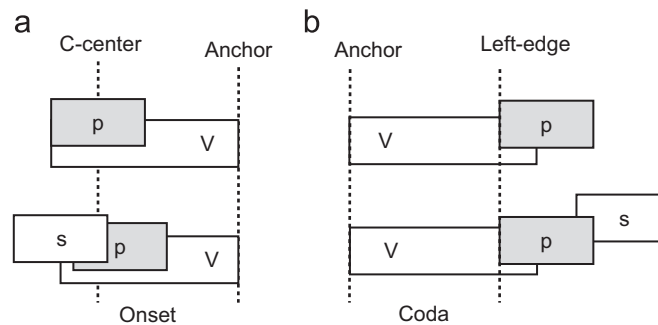 a
C-center
Anchor
p
V
s
p
V
Onset
b
Anchor
Left-edge
V
p
V
p
s
Coda